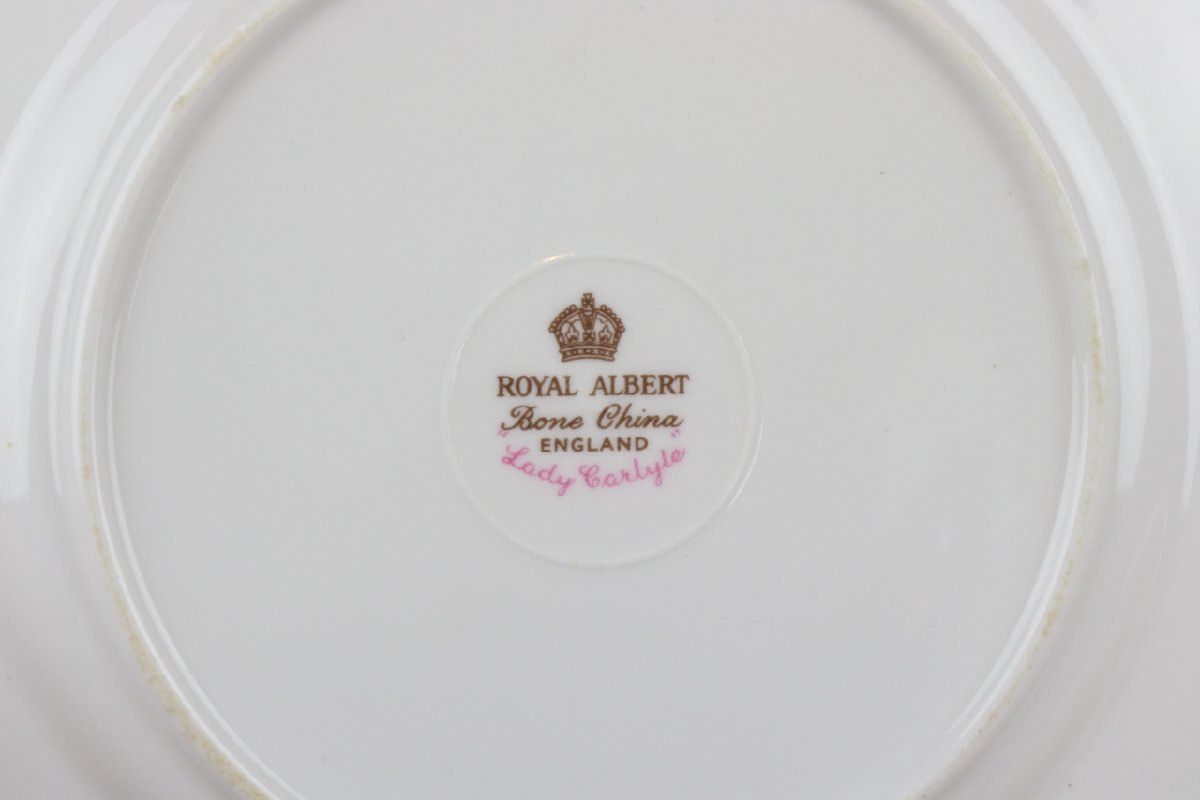 ROYAL ALBERT
Bone China
ENGLAND
"Lady Carlyle"